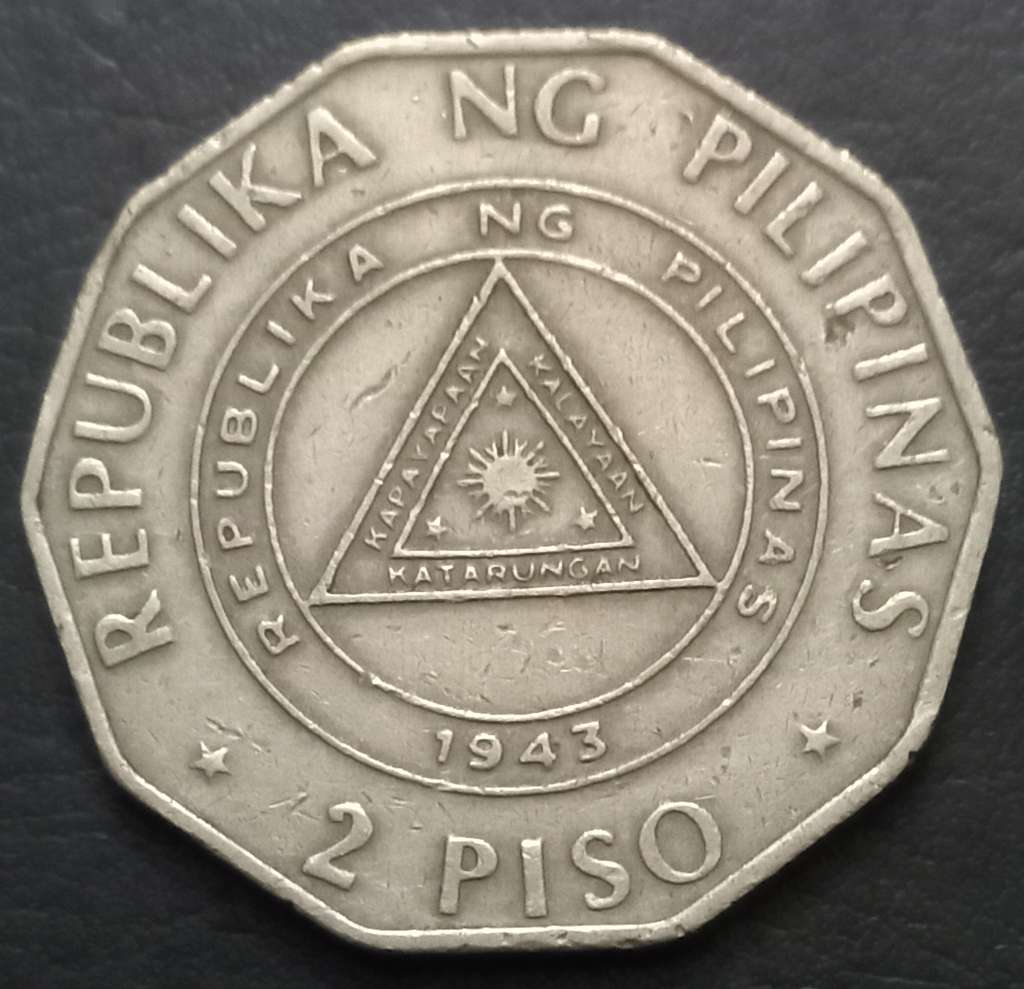 REPUBLIKA NG PILIPINAS
REPUBLIKA NG PILIPINAS
KAPAYAPAAN
KALAYAAN
KATARUNGAN
1943
2 PISO